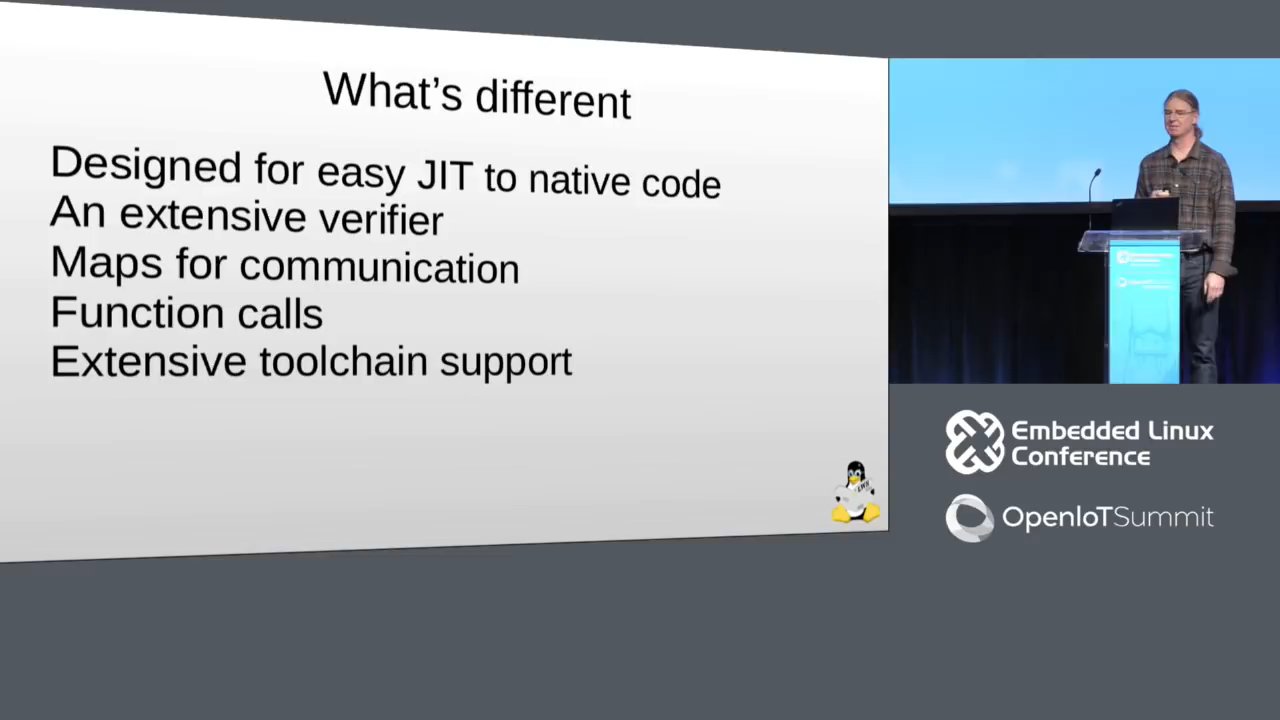 What's different
Designed for easy JIT to native code
An extensive verifier
Maps for communication
Function calls
Extensive toolchain support
LWN
Embedded Linux
Conference
OpenIoTSummit